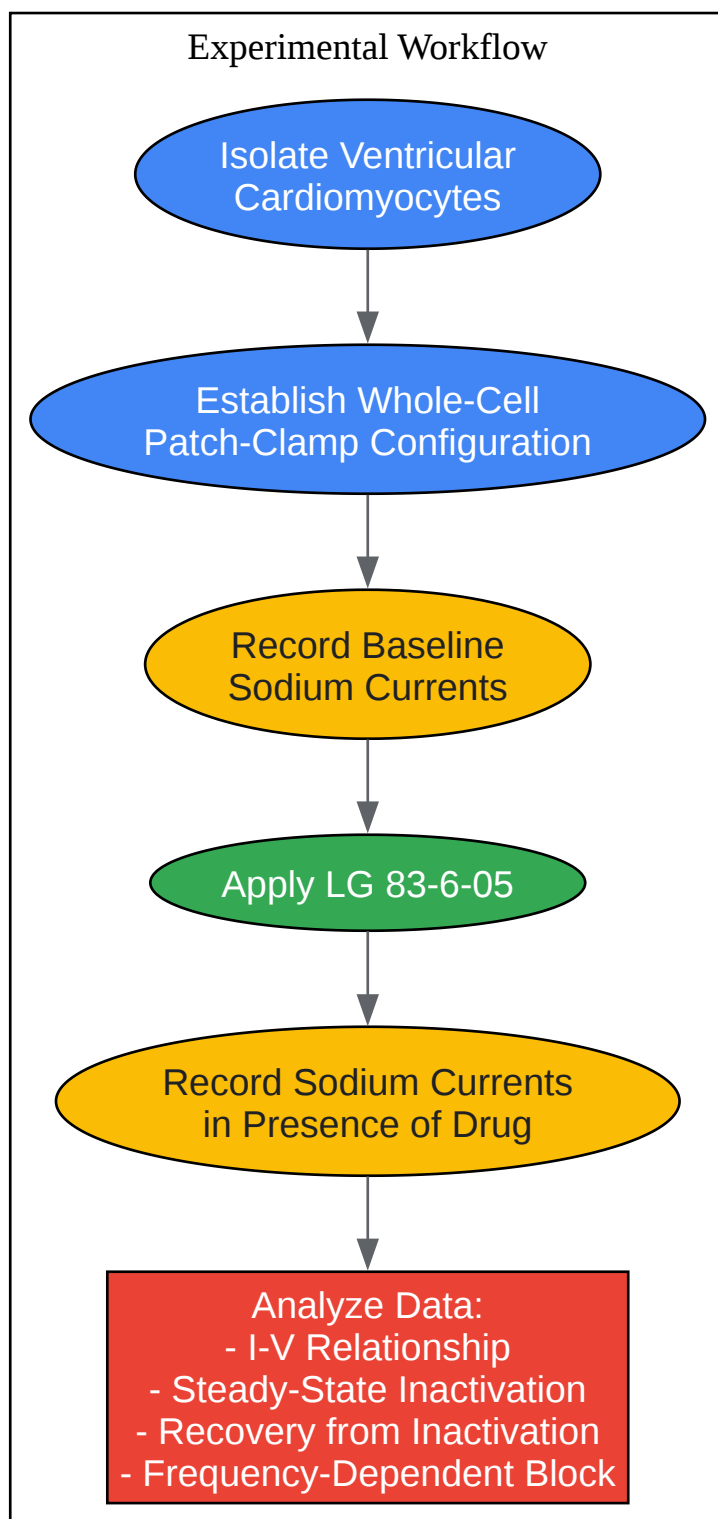 Experimental Workflow
Isolate Ventricular
Cardiomyocytes
Establish Whole-Cell
Patch-Clamp Configuration
Record Baseline
Sodium Currents
Apply LG 83-6-05
Record Sodium Currents
in Presence of Drug
Analyze Data:
- I-V Relationship
- Steady-State Inactivation
- Recovery from Inactivation
- Frequency-Dependent Block